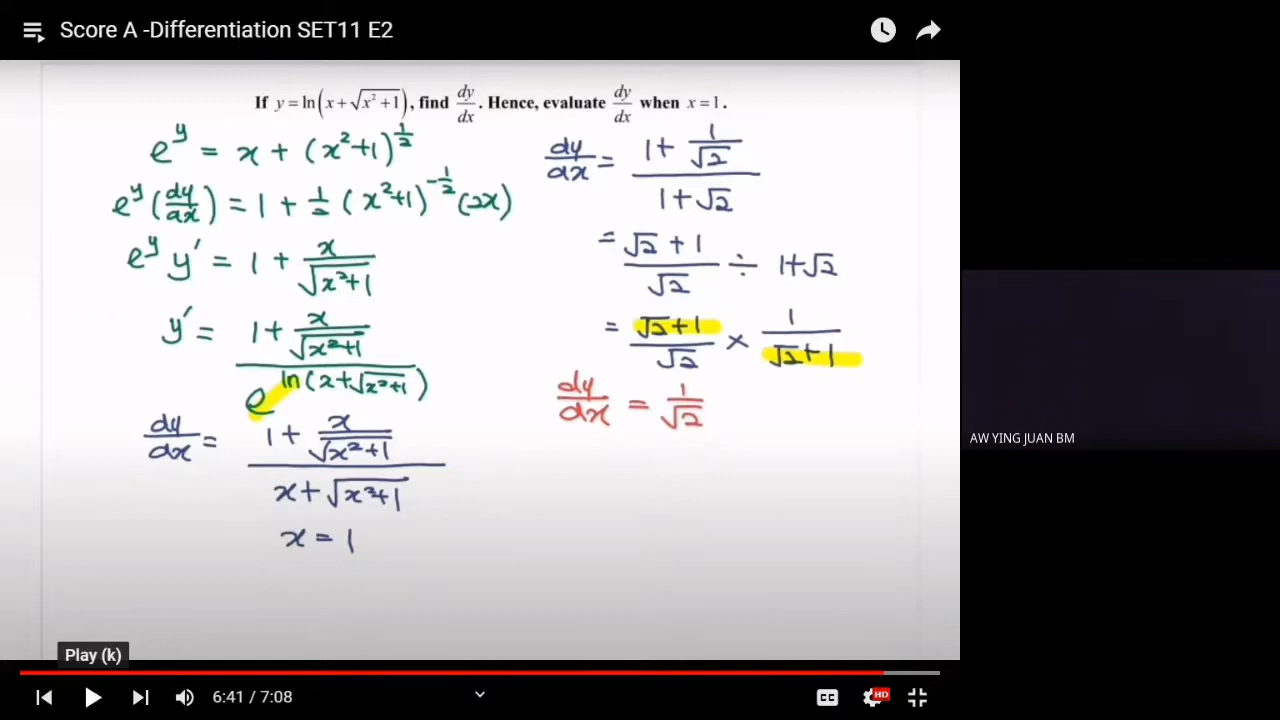 Score A -Differentiation SET11 E2
If y = ln(x + √(x² + 1)), find dy/dx. Hence, evaluate dy/dx when x = 1.
e^y = x + (x²+1)^(1/2)
e^y (dy/dx) = 1 + 1/2 (x²+1)^(-1/2) (2x)
e^y y' = 1 + x/√(x²+1)
y' = (1 + x/√(x²+1)) / e^(ln(x+√(x²+1)))
dy/dx = (1 + x/√(x²+1)) / (x+√(x²+1))
x = 1
dy/dx = (1 + 1/√2) / (1+√2)
= (√2 + 1)/√2 ÷ 1+√2
= (√2+1)/√2 × 1/(√2+1)
dy/dx = 1/√2
AW YING JUAN BM
Play (k)
6:41 / 7:08
CC
HD